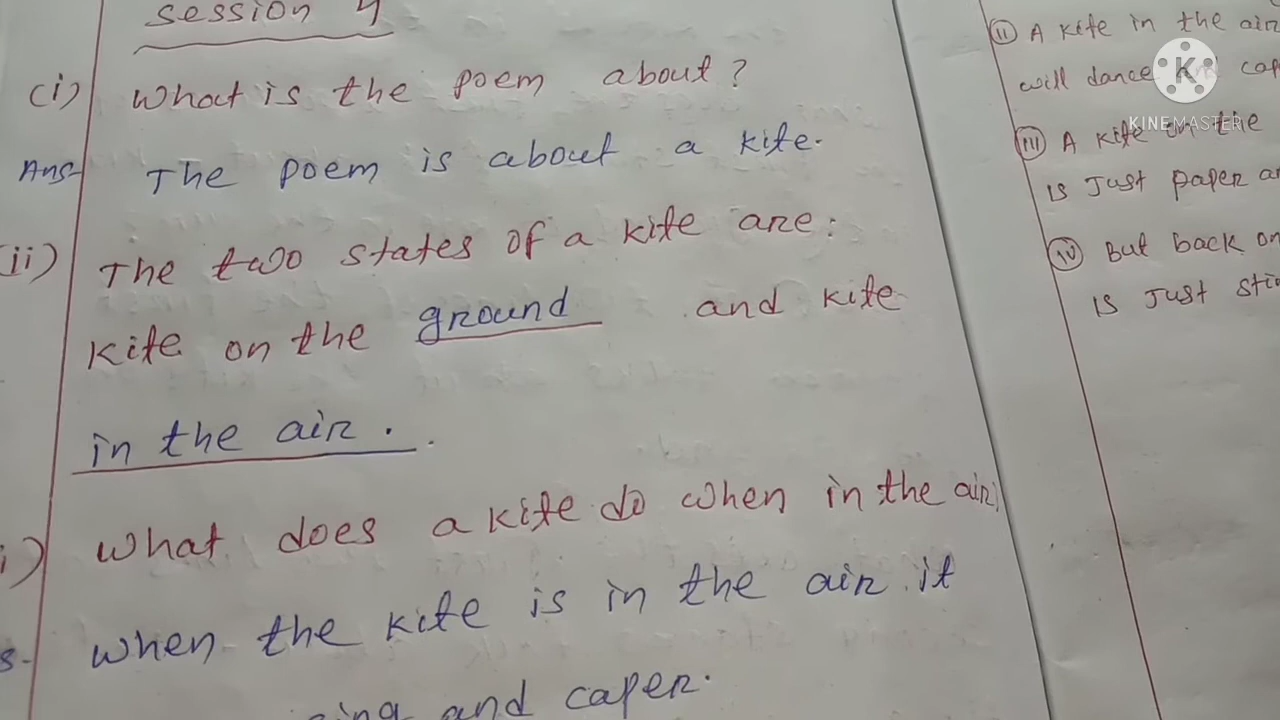 session 4
(i) What is the poem about?
Ans- The poem is about a kite.
(ii) The two states of a kite are:
kite on the ground and kite
in the air.
What does a kite do when in the air
when the kite is in the air it
and caper.
(ii) A kite in the air
will dance
(iii) A kite on the
is just paper
(iv) But back on
is just
KINEMASTER